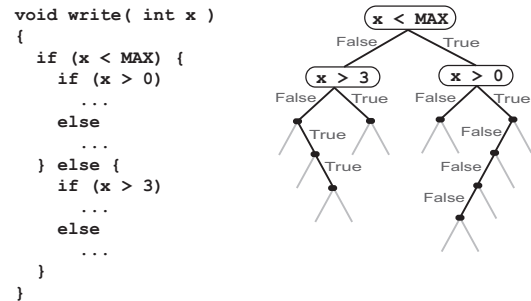 void write( int x )
{
if (x < MAX) {
if (x > 0)
...
else
...
} else {
if (x > 3)
...
else
...
}
}
x < MAX
False True
x > 3 x > 0
False True False True
True False
True False
False